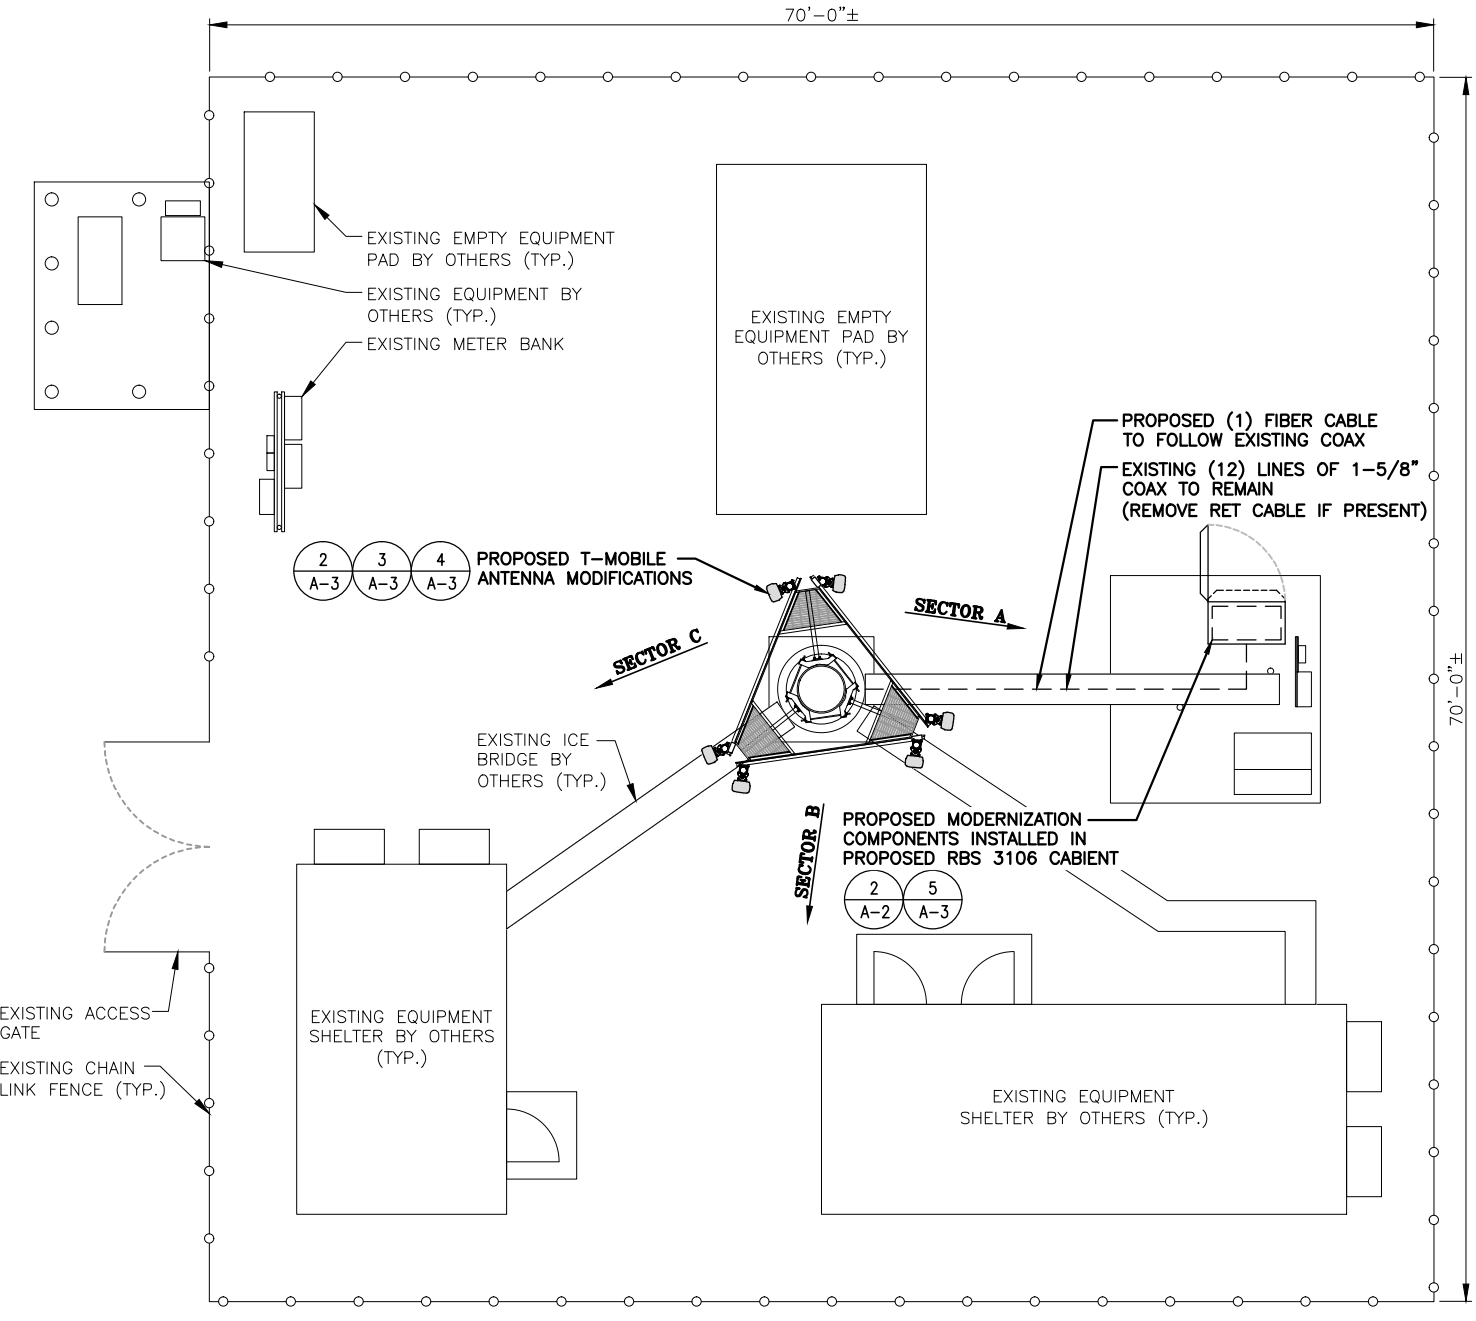 70'-0"±
EXISTING EMPTY EQUIPMENT
PAD BY OTHERS (TYP.)
EXISTING EQUIPMENT BY
OTHERS (TYP.)
EXISTING METER BANK
EXISTING EMPTY
EQUIPMENT PAD BY
OTHERS (TYP.)
PROPOSED (1) FIBER CABLE
TO FOLLOW EXISTING COAX
EXISTING (12) LINES OF 1-5/8"
COAX TO REMAIN
(REMOVE RET CABLE IF PRESENT)
2
A-3
3
A-3
4
A-3
PROPOSED T-MOBILE
ANTENNA MODIFICATIONS
SECTOR A
SECTOR C
70'-0"±
EXISTING ICE
BRIDGE BY
OTHERS (TYP.)
SECTOR B
PROPOSED MODERNIZATION
COMPONENTS INSTALLED IN
PROPOSED RBS 3106 CABIENT
2
A-2
5
A-3
EXISTING ACCESS
GATE
EXISTING CHAIN
LINK FENCE (TYP.)
EXISTING EQUIPMENT
SHELTER BY OTHERS
(TYP.)
EXISTING EQUIPMENT
SHELTER BY OTHERS (TYP.)